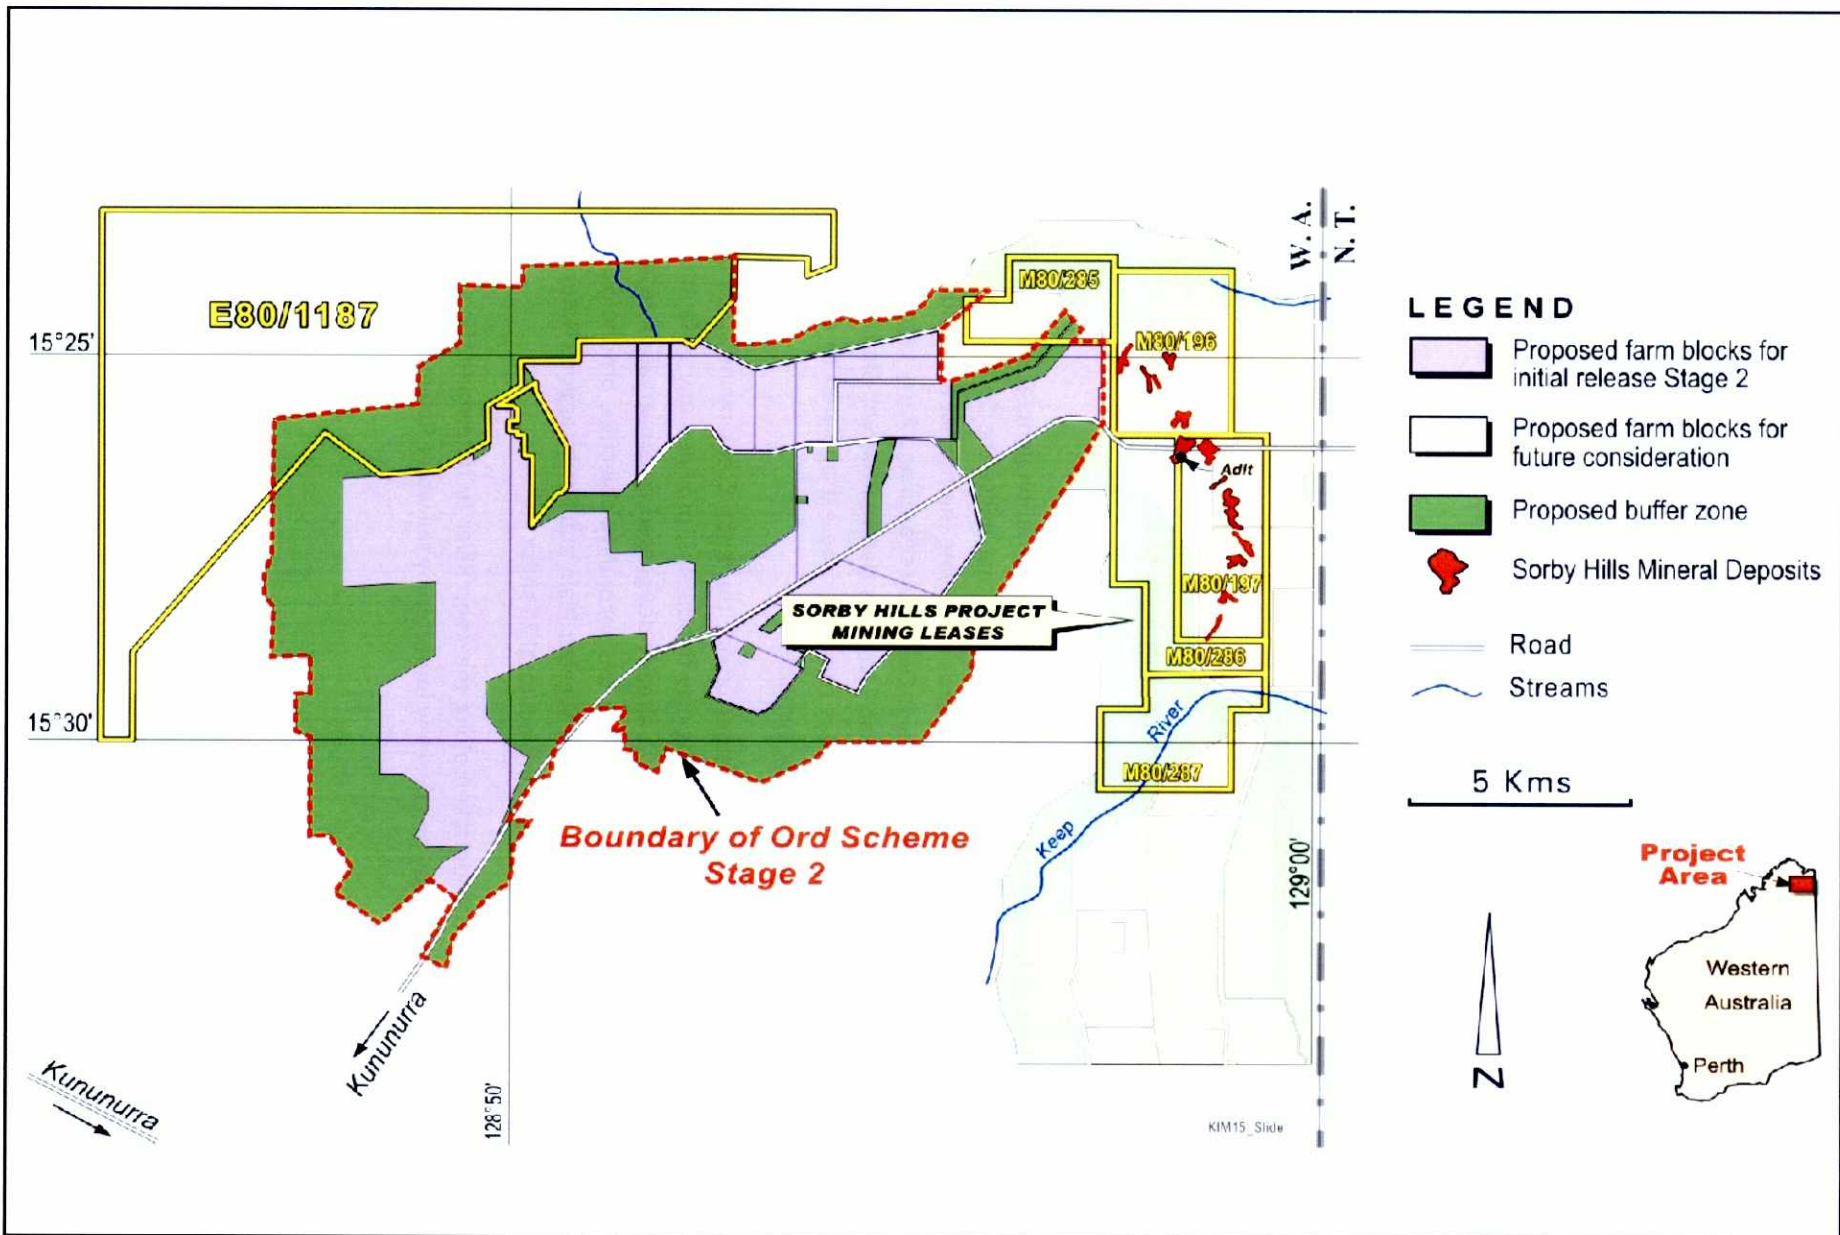 W. A.
N. T.
E80/1187
M80/285
M80/196
15°25'
Adit
M80/197
SORBY HILLS PROJECT
MINING LEASES
M80/286
15°30'
River
M80/287
Keep
Boundary of Ord Scheme
Stage 2
129°00'
Kununurra
Kununurra
128°50'
KIM15_Slide
LEGEND
Proposed farm blocks for
initial release Stage 2
Proposed farm blocks for
future consideration
Proposed buffer zone
Sorby Hills Mineral Deposits
Road
Streams
5 Kms
Project
Area
Western
Australia
Perth
N